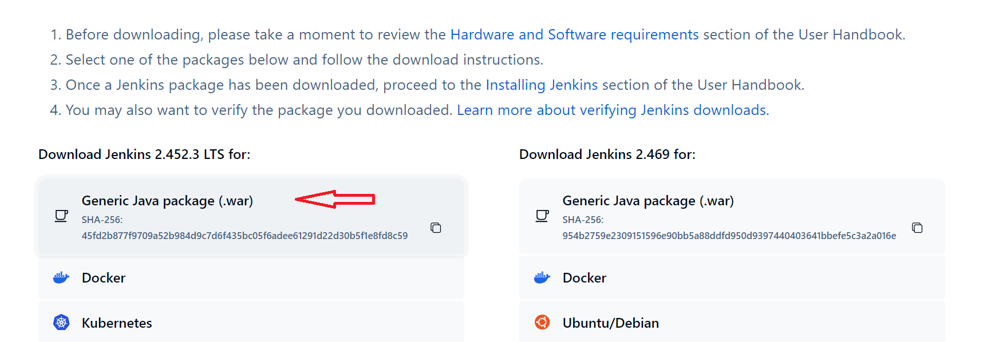 1. Before downloading, please take a moment to review the Hardware and Software requirements section of the User Handbook.
2. Select one of the packages below and follow the download instructions.
3. Once a Jenkins package has been downloaded, proceed to the Installing Jenkins section of the User Handbook.
4. You may also want to verify the package you downloaded. Learn more about verifying Jenkins downloads.
Download Jenkins 2.452.3 LTS for:
Generic Java package (.war)
SHA-256:
45fd2b877f9709a52b984d9c7d6f435bc05f6adee61291d22d30b5f1e8fd8c59
Docker
Kubernetes
Download Jenkins 2.469 for:
Generic Java package (.war)
SHA-256:
954b2759e2309151596e90bb5a88ddfd950d9397440403641bbefe5c3a2a016e
Docker
Ubuntu/Debian